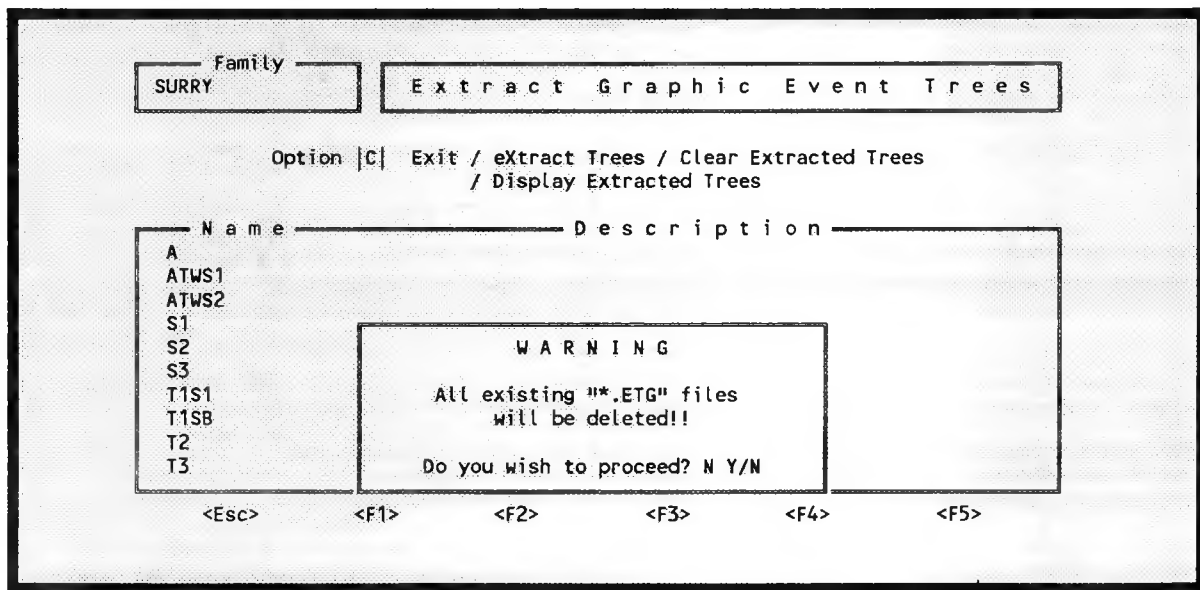 Family
SURRY
Extract Graphic Event Trees
Option |C| Exit / eXtract Trees / Clear Extracted Trees
/ Display Extracted Trees
Name Description
A
ATWS1
ATWS2
S1
S2
S3
T1S1
T1SB
T2
T3
WARNING
All existing "*.ETG" files
will be deleted!!
Do you wish to proceed? N Y/N
<Esc> <F1> <F2> <F3> <F4> <F5>